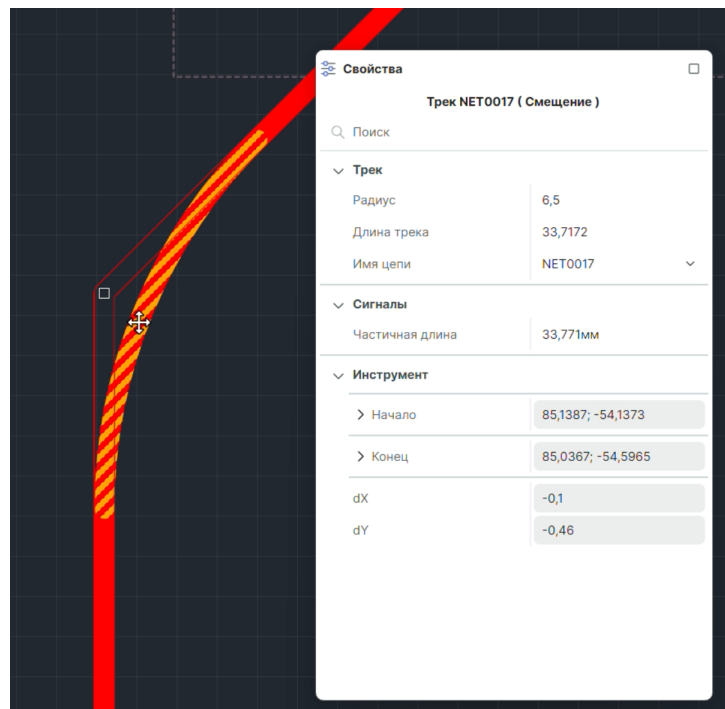 Свойства
Трек NET0017 ( Смещение )
Поиск
Трек
Радиус 6,5
Длина трека 33,7172
Имя цепи NET0017
Сигналы
Частичная длина 33,771мм
Инструмент
Начало 85,1387; -54,1373
Конец 85,0367; -54,5965
dX -0,1
dY -0,46